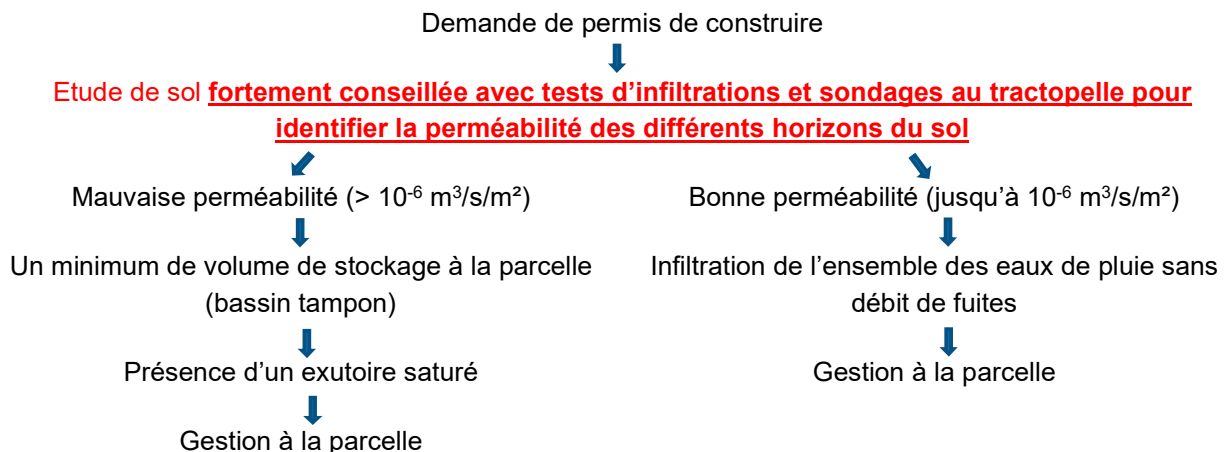 Demande de permis de construire
Etude de sol fortement conseillée avec tests d’infiltrations et sondages au tractopelle pour
identifier la perméabilité des différents horizons du sol
Mauvaise perméabilité (> 10⁻⁶ m³/s/m²)
Un minimum de volume de stockage à la parcelle
(bassin tampon)
Présence d’un exutoire saturé
Gestion à la parcelle
Bonne perméabilité (jusqu’à 10⁻⁶ m³/s/m²)
Infiltration de l’ensemble des eaux de pluie sans
débit de fuites
Gestion à la parcelle